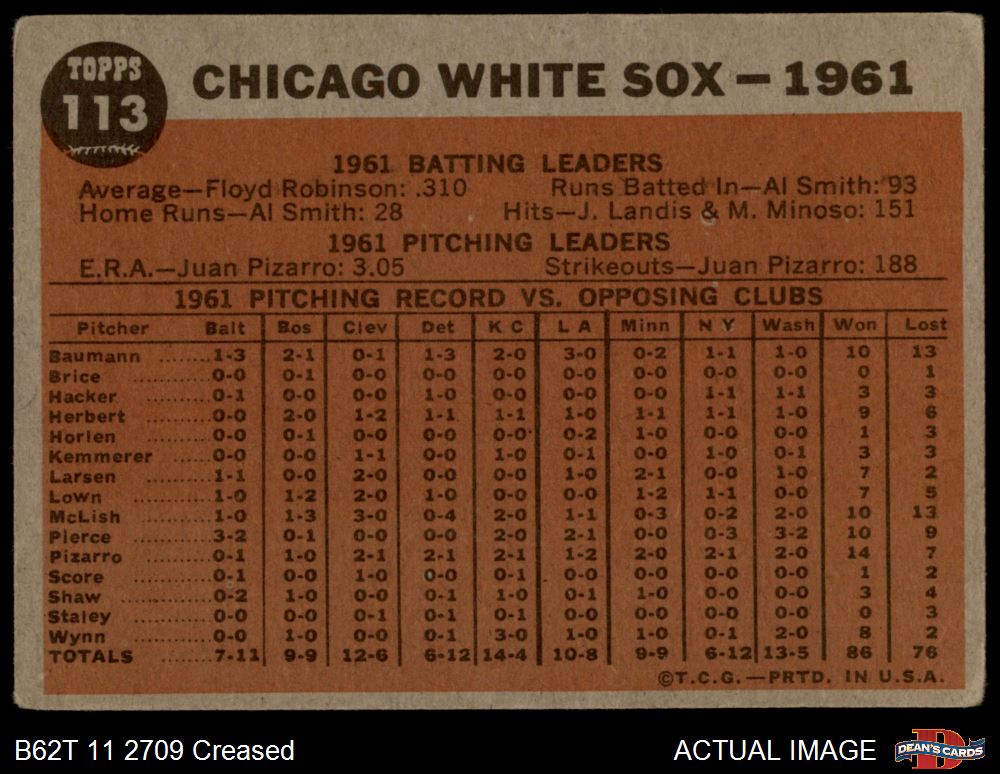 TOPPS
113
CHICAGO WHITE SOX — 1961
1961 BATTING LEADERS
Average—Floyd Robinson: .310 Runs Batted In—Al Smith: 93
Home Runs—Al Smith: 28 Hits—J. Landis & M. Minoso: 151
1961 PITCHING LEADERS
E.R.A.—Juan Pizarro: 3.05 Strikeouts—Juan Pizarro: 188
1961 PITCHING RECORD VS. OPPOSING CLUBS
Pitcher Balt Bos Clev Det K C L A Minn N Y Wash Won Lost
Baumann .......1-3 2-1 0-1 1-3 2-0 3-0 0-2 1-1 1-0 10 13
Brice ...........0-0 0-1 0-0 0-0 0-0 0-0 0-0 0-0 0-0 0 1
Hacker ..........0-1 0-0 0-0 1-0 0-0 0-0 0-0 1-1 1-1 3 3
Herbert .........0-0 2-0 1-2 1-1 1-1 1-0 1-1 1-1 1-0 9 6
Horlen ..........0-0 0-1 0-0 0-0 0-0 0-2 1-0 0-0 0-0 1 3
Kemmerer ......0-0 0-0 1-1 0-0 1-0 0-1 0-0 1-0 0-1 3 3
Larsen .........1-1 0-0 2-0 0-0 0-0 1-0 2-1 0-0 1-0 7 2
Lown ...........1-0 1-2 2-0 1-0 0-0 0-0 1-2 1-1 0-0 7 5
McLish .........1-0 1-3 3-0 0-4 2-0 1-1 0-3 0-2 2-0 10 13
Pierce ..........3-2 0-1 0-0 0-0 2-0 2-1 0-0 0-3 3-2 10 9
Pizarro .........0-1 1-0 2-1 2-1 2-1 1-2 2-0 2-1 2-0 14 7
Score ...........0-1 0-0 1-0 0-0 0-1 0-0 0-0 0-0 0-0 1 2
Shaw ...........0-2 1-0 0-0 0-1 1-0 0-1 1-0 0-0 0-0 3 4
Staley ..........0-0 0-0 0-1 0-1 0-1 0-0 0-0 0-0 0-0 0 3
Wynn ..........0-0 1-0 0-0 0-1 3-0 1-0 1-0 0-1 2-0 8 2
TOTALS .......7-11 9-9 12-6 6-12 14-4 10-8 9-9 6-12 13-5 86 76
©T.C.G.—PRTD. IN U.S.A.
B62T 11 2709 Creased ACTUAL IMAGE
D
DEAN'S CARDS